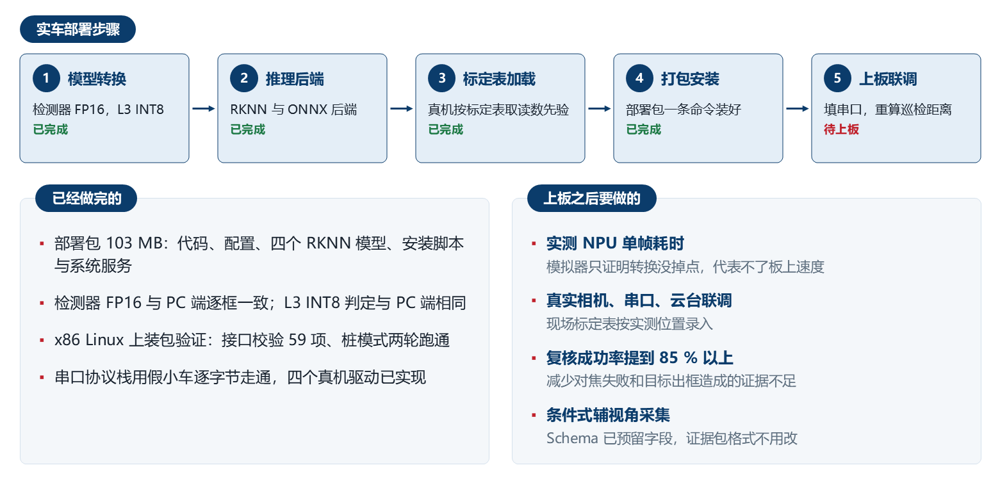 实车部署步骤
1 模型转换
检测器 FP16，L3 INT8
已完成
2 推理后端
RKNN 与 ONNX 后端
已完成
3 标定表加载
真机按标定表取读数先验
已完成
4 打包安装
部署包一条命令装好
已完成
5 上板联调
填串口，重算巡检距离
待上板
已经做完的
▪ 部署包 103 MB：代码、配置、四个 RKNN 模型、安装脚本
与系统服务
▪ 检测器 FP16 与 PC 端逐框一致；L3 INT8 判定与 PC 端相同
▪ x86 Linux 上装包验证：接口校验 59 项、桩模式两轮跑通
▪ 串口协议栈用假小车逐字节走通，四个真机驱动已实现
上板之后要做的
▪ 实测 NPU 单帧耗时
模拟器只证明转换没掉点，代表不了板上速度
▪ 真实相机、串口、云台联调
现场标定表按实测位置录入
▪ 复核成功率提到 85 % 以上
减少对焦失败和目标出框造成的证据不足
▪ 条件式辅视角采集
Schema 已预留字段，证据包格式不用改